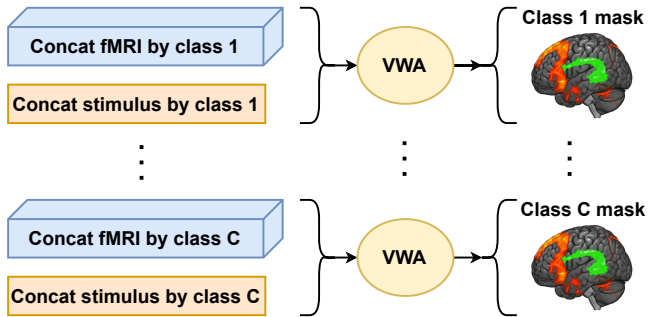 Concat fMRI by class 1
Concat stimulus by class 1
VWA
Class 1 mask
Concat fMRI by class C
Concat stimulus by class C
VWA
Class C mask